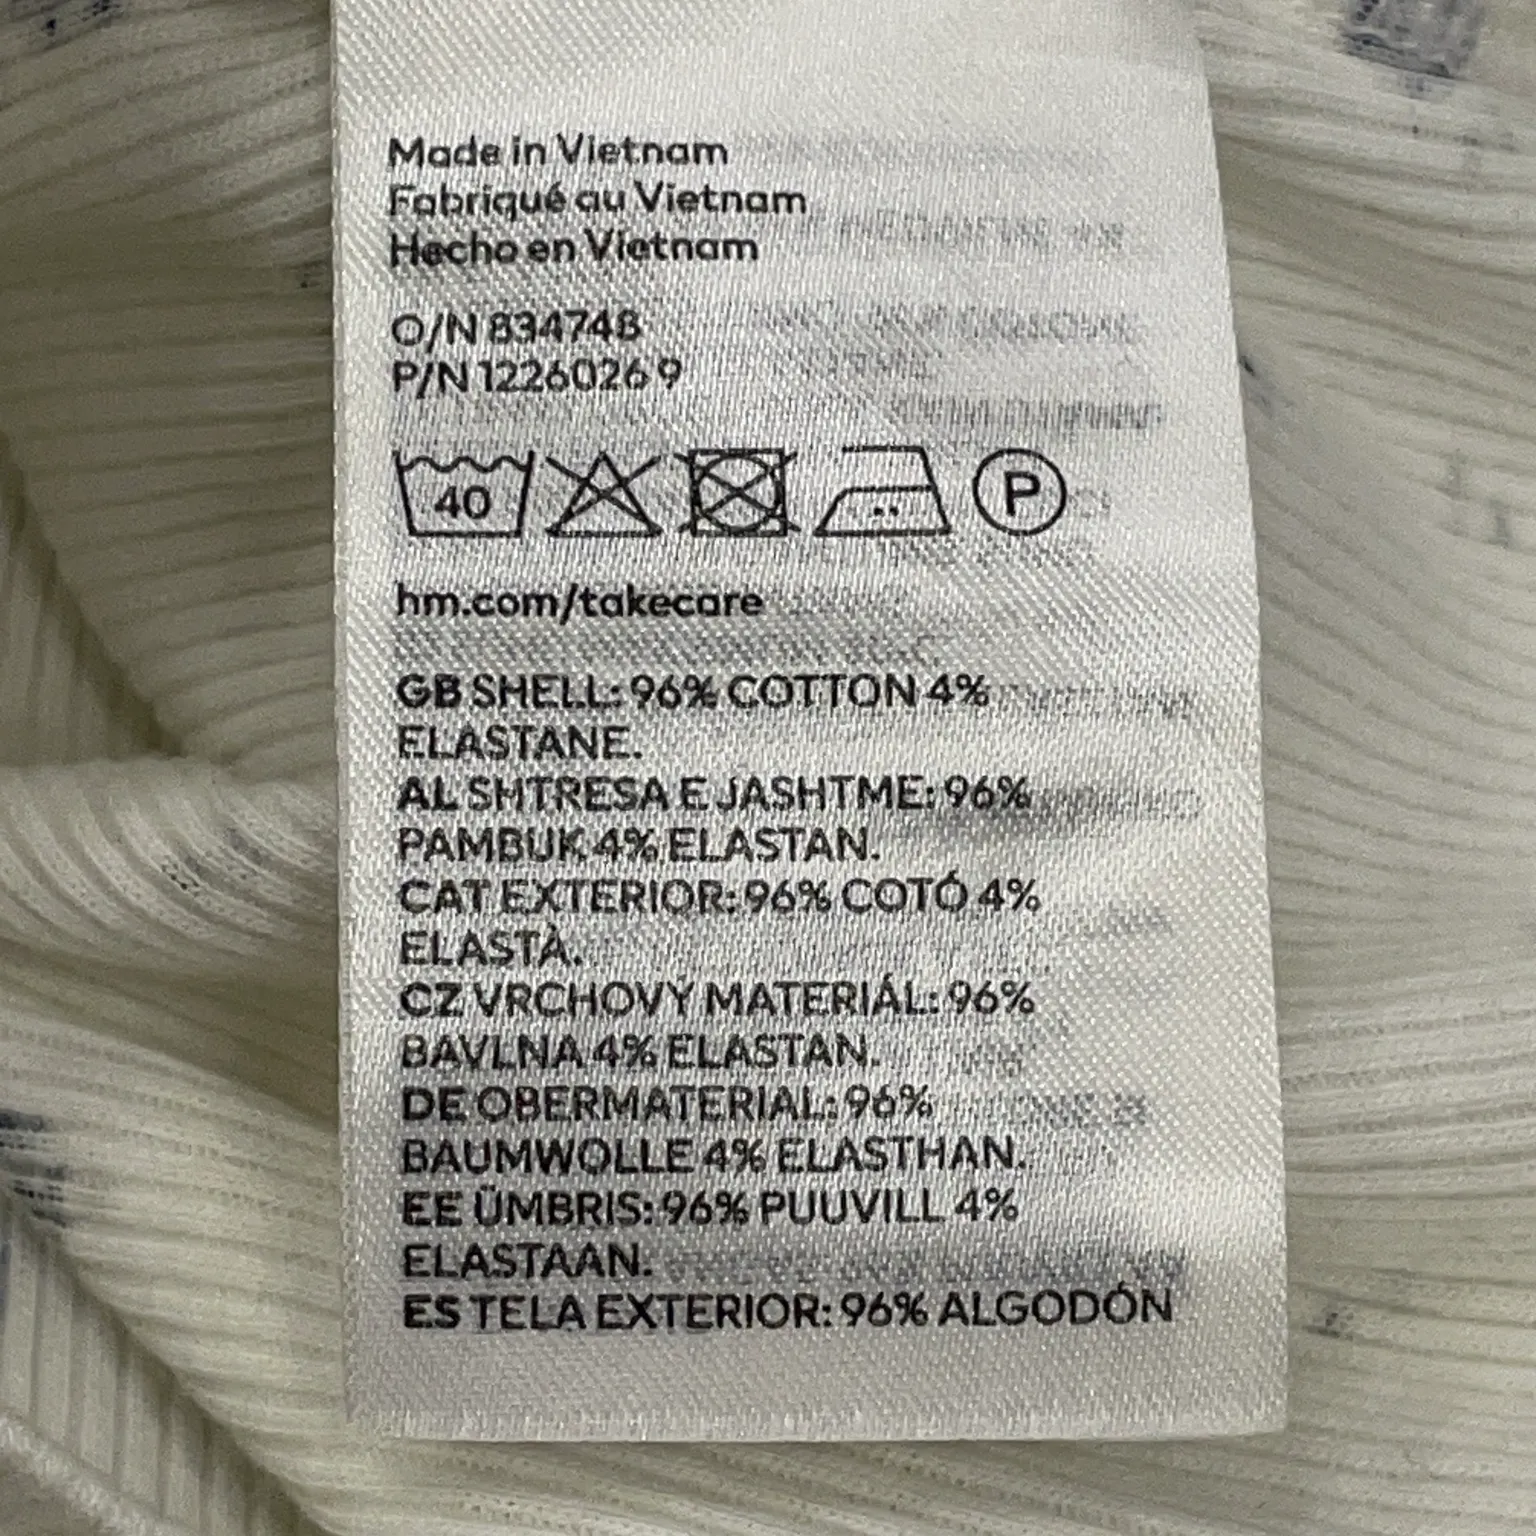 Made in Vietnam
Fabriqué au Vietnam
Hecho en Vietnam
O/N 834748
P/N 12260269
40 P
hm.com/takecare
GB SHELL: 96% COTTON 4%
ELASTANE.
AL SHTRESA E JASHTME: 96%
PAMBUK 4% ELASTAN.
CAT EXTERIOR: 96% COTÓ 4%
ELASTÀ.
CZ VRCHOVÝ MATERIÁL: 96%
BAVLNA 4% ELASTAN.
DE OBERMATERIAL: 96%
BAUMWOLLE 4% ELASTHAN.
EE ÜMBRIS: 96% PUUVILL 4%
ELASTAAN.
ES TELA EXTERIOR: 96% ALGODÓN